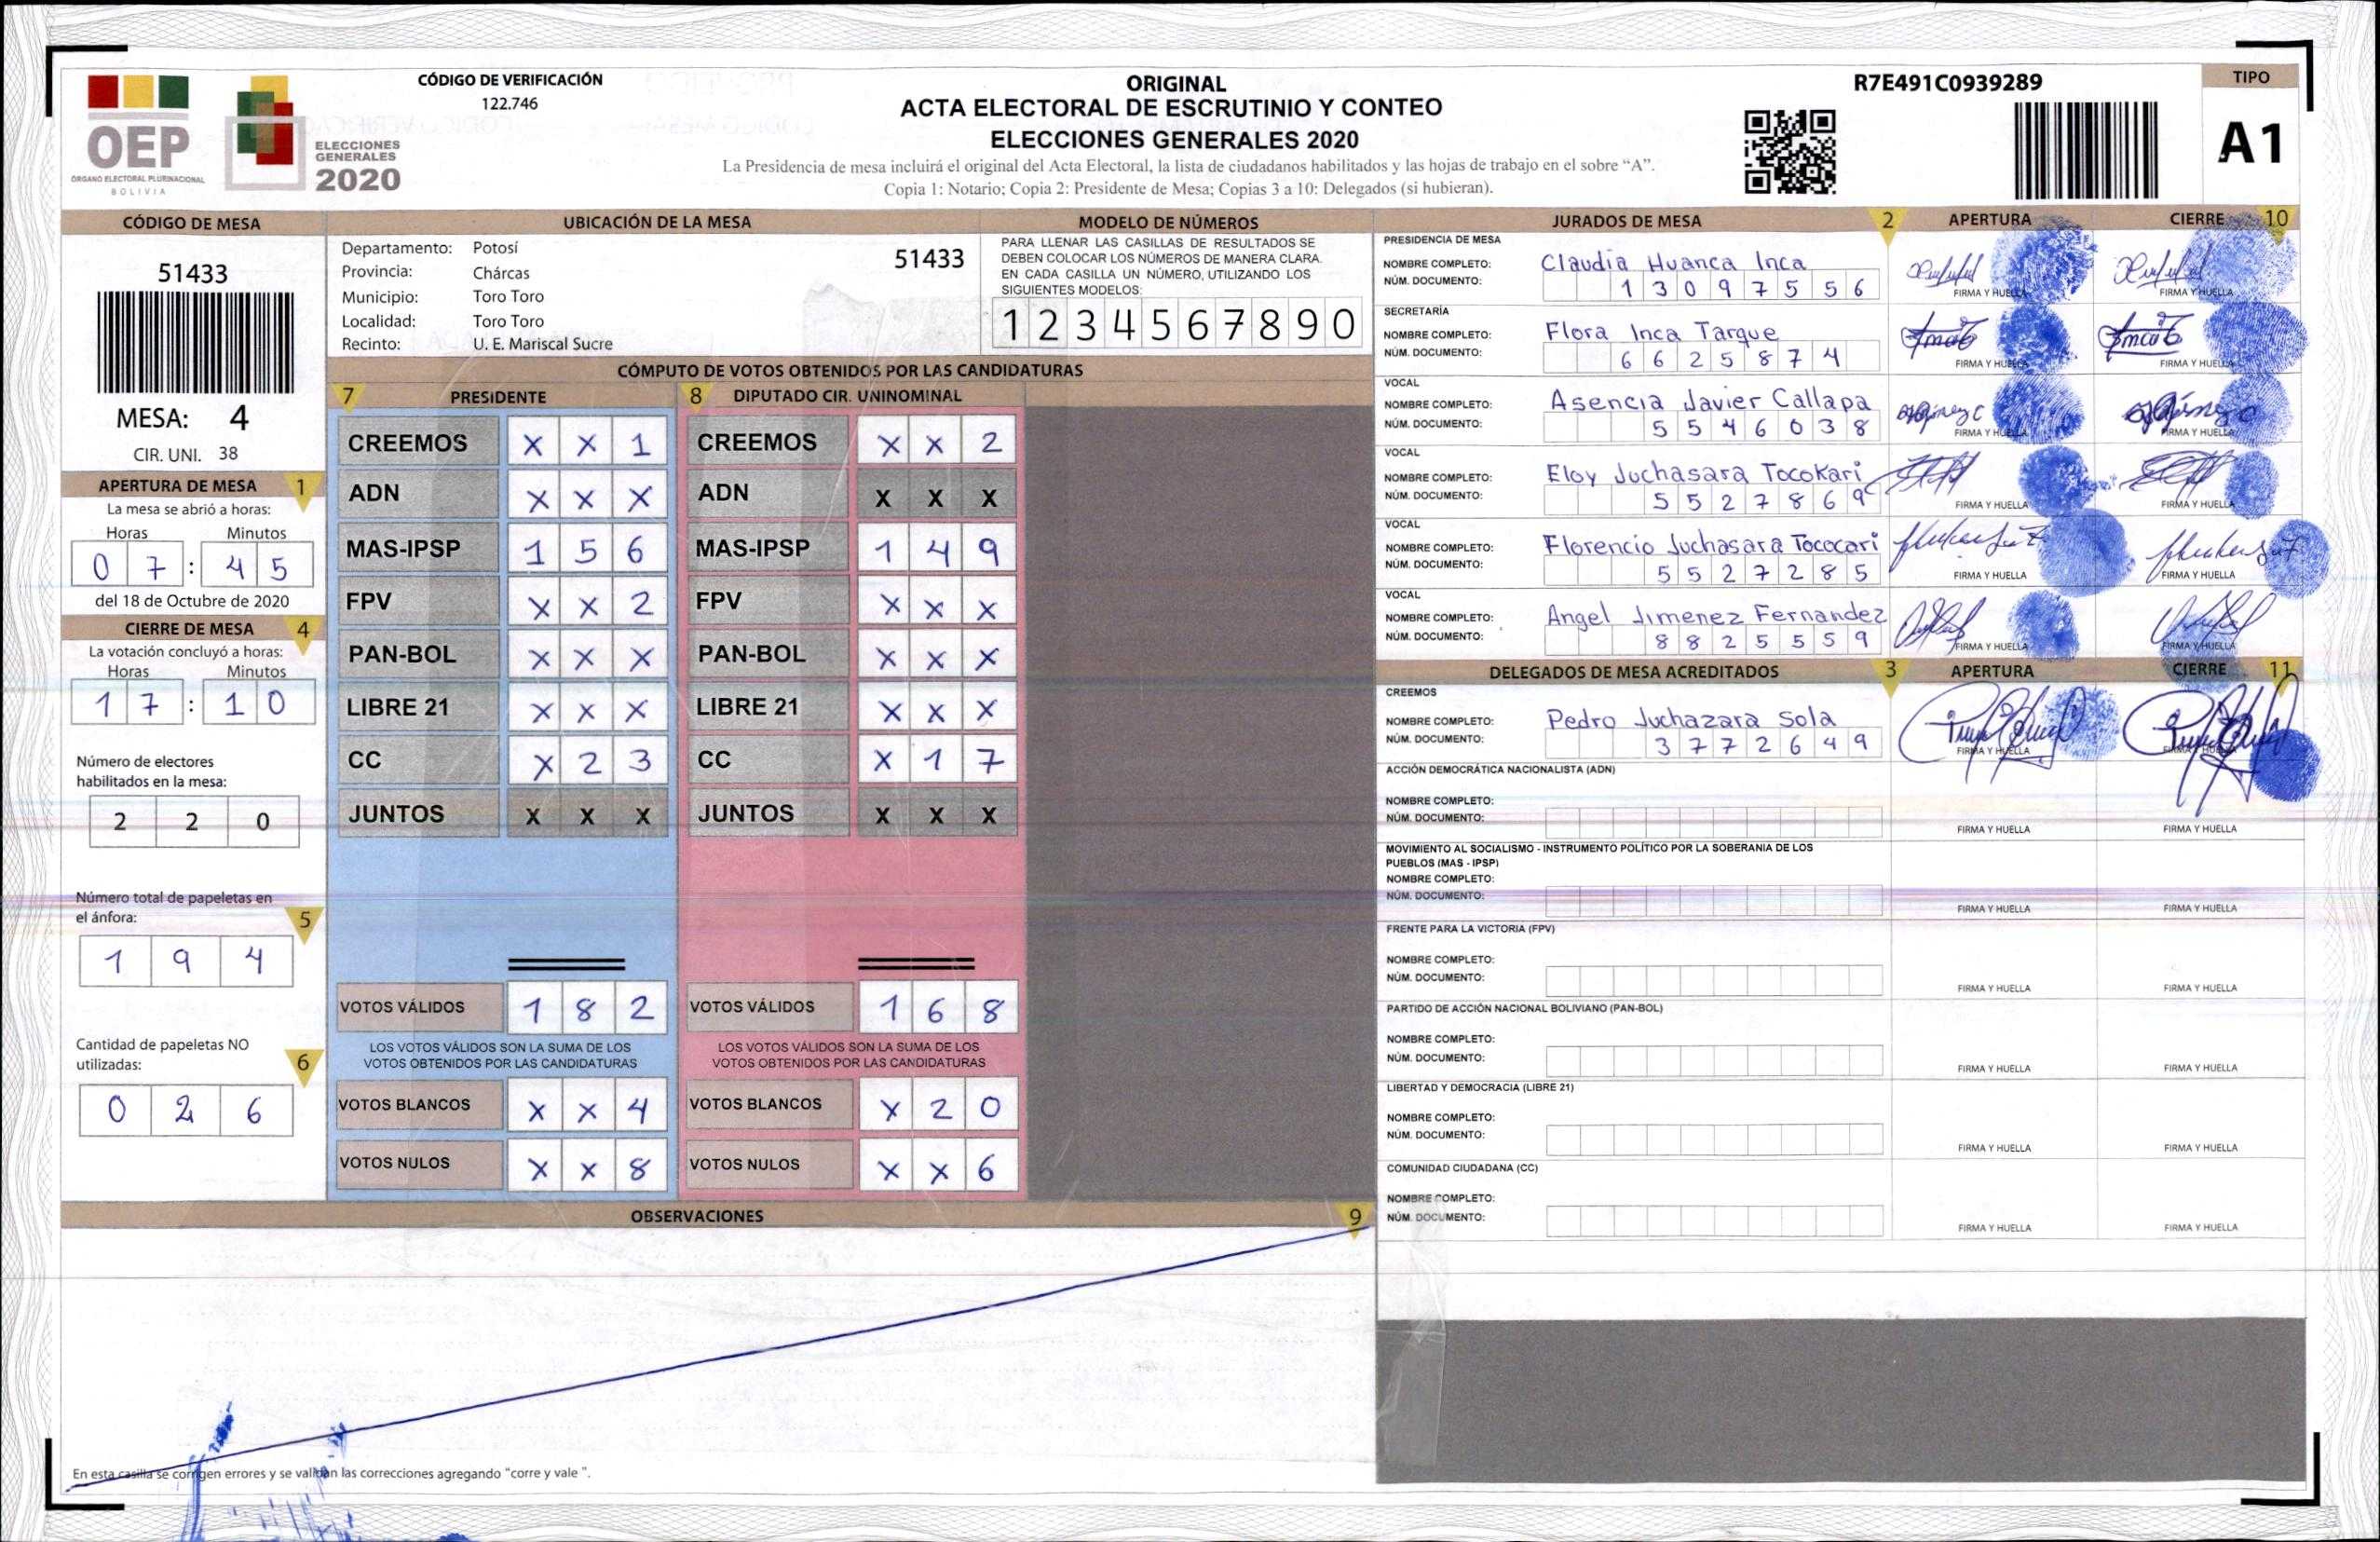 OEP
ÓRGANO ELECTORAL PLURINACIONAL
BOLIVIA
ELECCIONES
GENERALES
2020
CÓDIGO DE VERIFICACIÓN
122.746
ORIGINAL
ACTA ELECTORAL DE ESCRUTINIO Y CONTEO
ELECCIONES GENERALES 2020
La Presidencia de mesa incluirá el original del Acta Electoral, la lista de ciudadanos habilitados y las hojas de trabajo en el sobre “A”.
Copia 1: Notario; Copia 2: Presidente de Mesa; Copias 3 a 10: Delegados (si hubieran).
R7E491C0939289
TIPO
A1
CÓDIGO DE MESA
51433
MESA: 4
CIR. UNI. 38
APERTURA DE MESA 1
La mesa se abrió a horas:
Horas Minutos
0 7 : 4 5
del 18 de Octubre de 2020
CIERRE DE MESA 4
La votación concluyó a horas:
Horas Minutos
1 7 : 1 0
Número de electores
habilitados en la mesa:
2 2 0
Número total de papeletas en
el ánfora: 5
1 9 4
Cantidad de papeletas NO
utilizadas: 6
0 2 6
UBICACIÓN DE LA MESA
Departamento: Potosí
51433
Provincia: Chárcas
Municipio: Toro Toro
Localidad: Toro Toro
Recinto: U. E. Mariscal Sucre
MODELO DE NÚMEROS
PARA LLENAR LAS CASILLAS DE RESULTADOS SE
DEBEN COLOCAR LOS NÚMEROS DE MANERA CLARA.
EN CADA CASILLA UN NÚMERO, UTILIZANDO LOS
SIGUIENTES MODELOS:
1 2 3 4 5 6 7 8 9 0
CÓMPUTO DE VOTOS OBTENIDOS POR LAS CANDIDATURAS
7 PRESIDENTE
CREEMOS X X 1
ADN X X X
MAS-IPSP 1 5 6
FPV X X 2
PAN-BOL X X X
LIBRE 21 X X X
CC X 2 3
JUNTOS X X X
VOTOS VÁLIDOS 1 8 2
LOS VOTOS VÁLIDOS SON LA SUMA DE LOS
VOTOS OBTENIDOS POR LAS CANDIDATURAS
VOTOS BLANCOS X X 4
VOTOS NULOS X X 8
8 DIPUTADO CIR. UNINOMINAL
CREEMOS X X 2
ADN X X X
MAS-IPSP 1 4 9
FPV X X X
PAN-BOL X X X
LIBRE 21 X X X
CC X 1 7
JUNTOS X X X
VOTOS VÁLIDOS 1 6 8
LOS VOTOS VÁLIDOS SON LA SUMA DE LOS
VOTOS OBTENIDOS POR LAS CANDIDATURAS
VOTOS BLANCOS X 2 0
VOTOS NULOS X X 6
OBSERVACIONES 9
En esta casilla se corrigen errores y se validan las correcciones agregando "corre y vale ".
JURADOS DE MESA 2 APERTURA CIERRE 10
PRESIDENCIA DE MESA
NOMBRE COMPLETO: Claudia Huanca Inca
NÚM. DOCUMENTO: 1 3 0 9 7 5 5 6
FIRMA Y HUELLA FIRMA Y HUELLA
SECRETARÍA
NOMBRE COMPLETO: Flora Inca Tarque
NÚM. DOCUMENTO: 6 6 2 5 8 7 4
FIRMA Y HUELLA FIRMA Y HUELLA
VOCAL
NOMBRE COMPLETO: Asencia Javier Callapa
NÚM. DOCUMENTO: 5 5 4 6 0 3 8
FIRMA Y HUELLA FIRMA Y HUELLA
VOCAL
NOMBRE COMPLETO: Eloy Juchasara Tocokari
NÚM. DOCUMENTO: 5 5 2 7 8 6 9
FIRMA Y HUELLA FIRMA Y HUELLA
VOCAL
NOMBRE COMPLETO: Florencio Juchasara Tococari
NÚM. DOCUMENTO: 5 5 2 7 2 8 5
FIRMA Y HUELLA FIRMA Y HUELLA
VOCAL
NOMBRE COMPLETO: Angel Jimenez Fernandez
NÚM. DOCUMENTO: 8 8 2 5 5 5 9
FIRMA Y HUELLA FIRMA Y HUELLA
DELEGADOS DE MESA ACREDITADOS 3 APERTURA CIERRE 11
CREEMOS
NOMBRE COMPLETO: Pedro Juchazara Sola
NÚM. DOCUMENTO: 3 7 7 2 6 4 9
FIRMA Y HUELLA FIRMA Y HUELLA
ACCIÓN DEMOCRÁTICA NACIONALISTA (ADN)
NOMBRE COMPLETO:
NÚM. DOCUMENTO:
FIRMA Y HUELLA FIRMA Y HUELLA
MOVIMIENTO AL SOCIALISMO - INSTRUMENTO POLÍTICO POR LA SOBERANIA DE LOS
PUEBLOS (MAS - IPSP)
NOMBRE COMPLETO:
NÚM. DOCUMENTO:
FIRMA Y HUELLA FIRMA Y HUELLA
FRENTE PARA LA VICTORIA (FPV)
NOMBRE COMPLETO:
NÚM. DOCUMENTO:
FIRMA Y HUELLA FIRMA Y HUELLA
PARTIDO DE ACCIÓN NACIONAL BOLIVIANO (PAN-BOL)
NOMBRE COMPLETO:
NÚM. DOCUMENTO:
FIRMA Y HUELLA FIRMA Y HUELLA
LIBERTAD Y DEMOCRACIA (LIBRE 21)
NOMBRE COMPLETO:
NÚM. DOCUMENTO:
FIRMA Y HUELLA FIRMA Y HUELLA
COMUNIDAD CIUDADANA (CC)
NOMBRE COMPLETO:
NÚM. DOCUMENTO:
FIRMA Y HUELLA FIRMA Y HUELLA